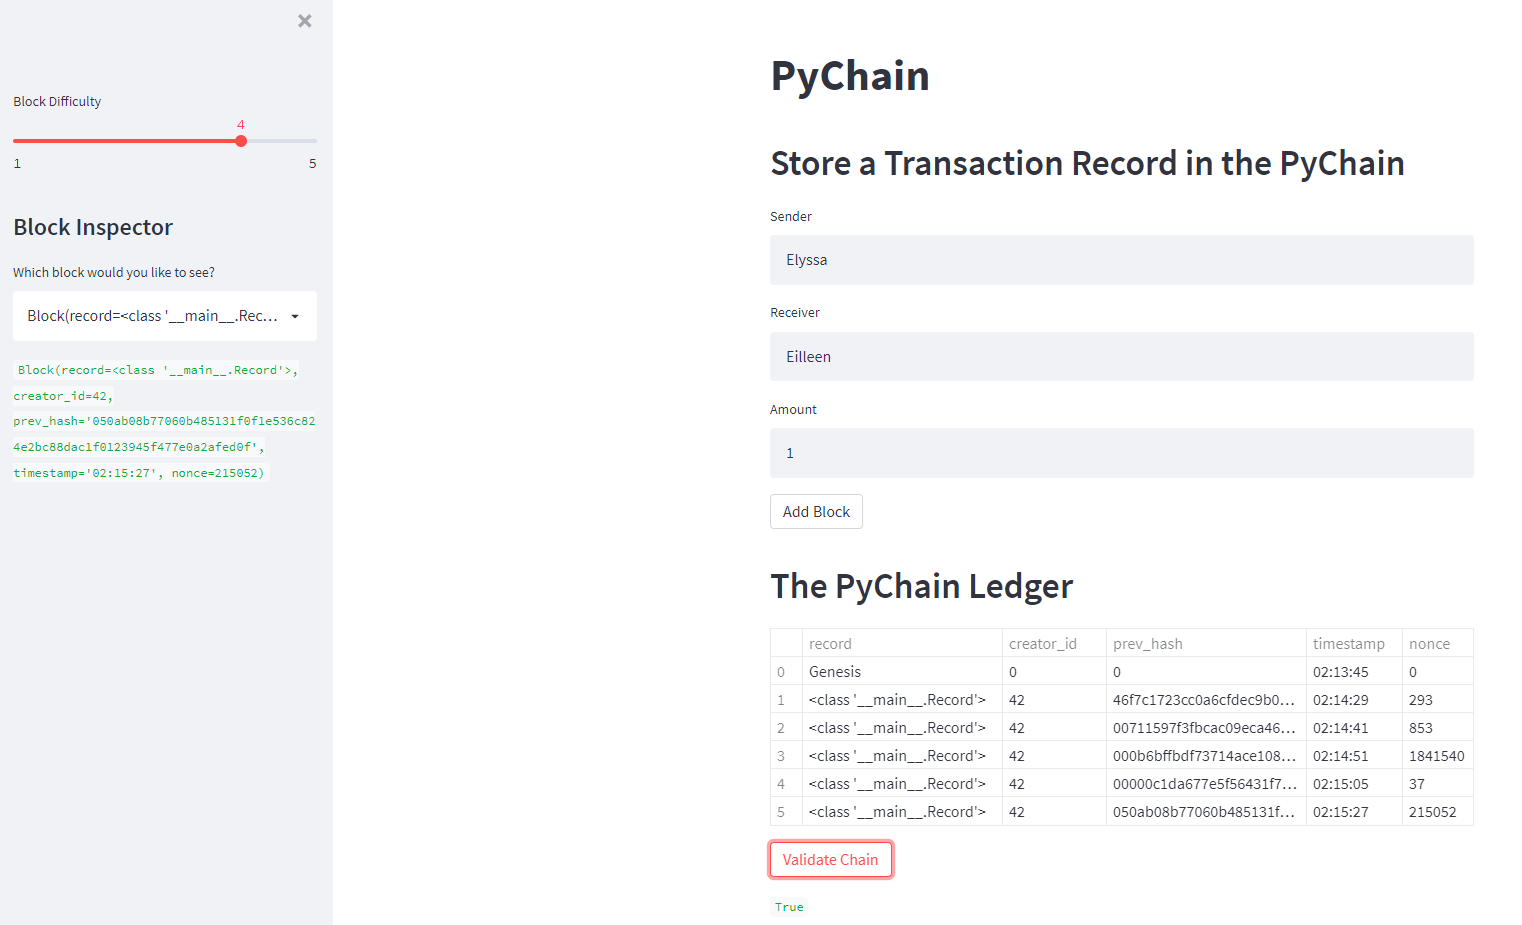 ×
Block Difficulty
4
1 5
Block Inspector
Which block would you like to see?
Block(record=<class '__main__.Rec...
Block(record=<class '__main__.Record'>,
creator_id=42,
prev_hash='050ab08b77060b485131f0f1e536c82
4e2bc88dac1f0123945f477e0a2afed0f',
timestamp='02:15:27', nonce=215052)
PyChain
Store a Transaction Record in the PyChain
Sender
Elyssa
Receiver
Eilleen
Amount
1
Add Block
The PyChain Ledger
record creator_id prev_hash timestamp nonce
0 Genesis 0 0 02:13:45 0
1 <class '__main__.Record'> 42 46f7c1723cc0a6cfdec9b0... 02:14:29 293
2 <class '__main__.Record'> 42 00711597f3fbcac09eca46... 02:14:41 853
3 <class '__main__.Record'> 42 000b6bffbdf73714ace108... 02:14:51 1841540
4 <class '__main__.Record'> 42 00000c1da677e5f56431f7... 02:15:05 37
5 <class '__main__.Record'> 42 050ab08b77060b485131f... 02:15:27 215052
Validate Chain
True